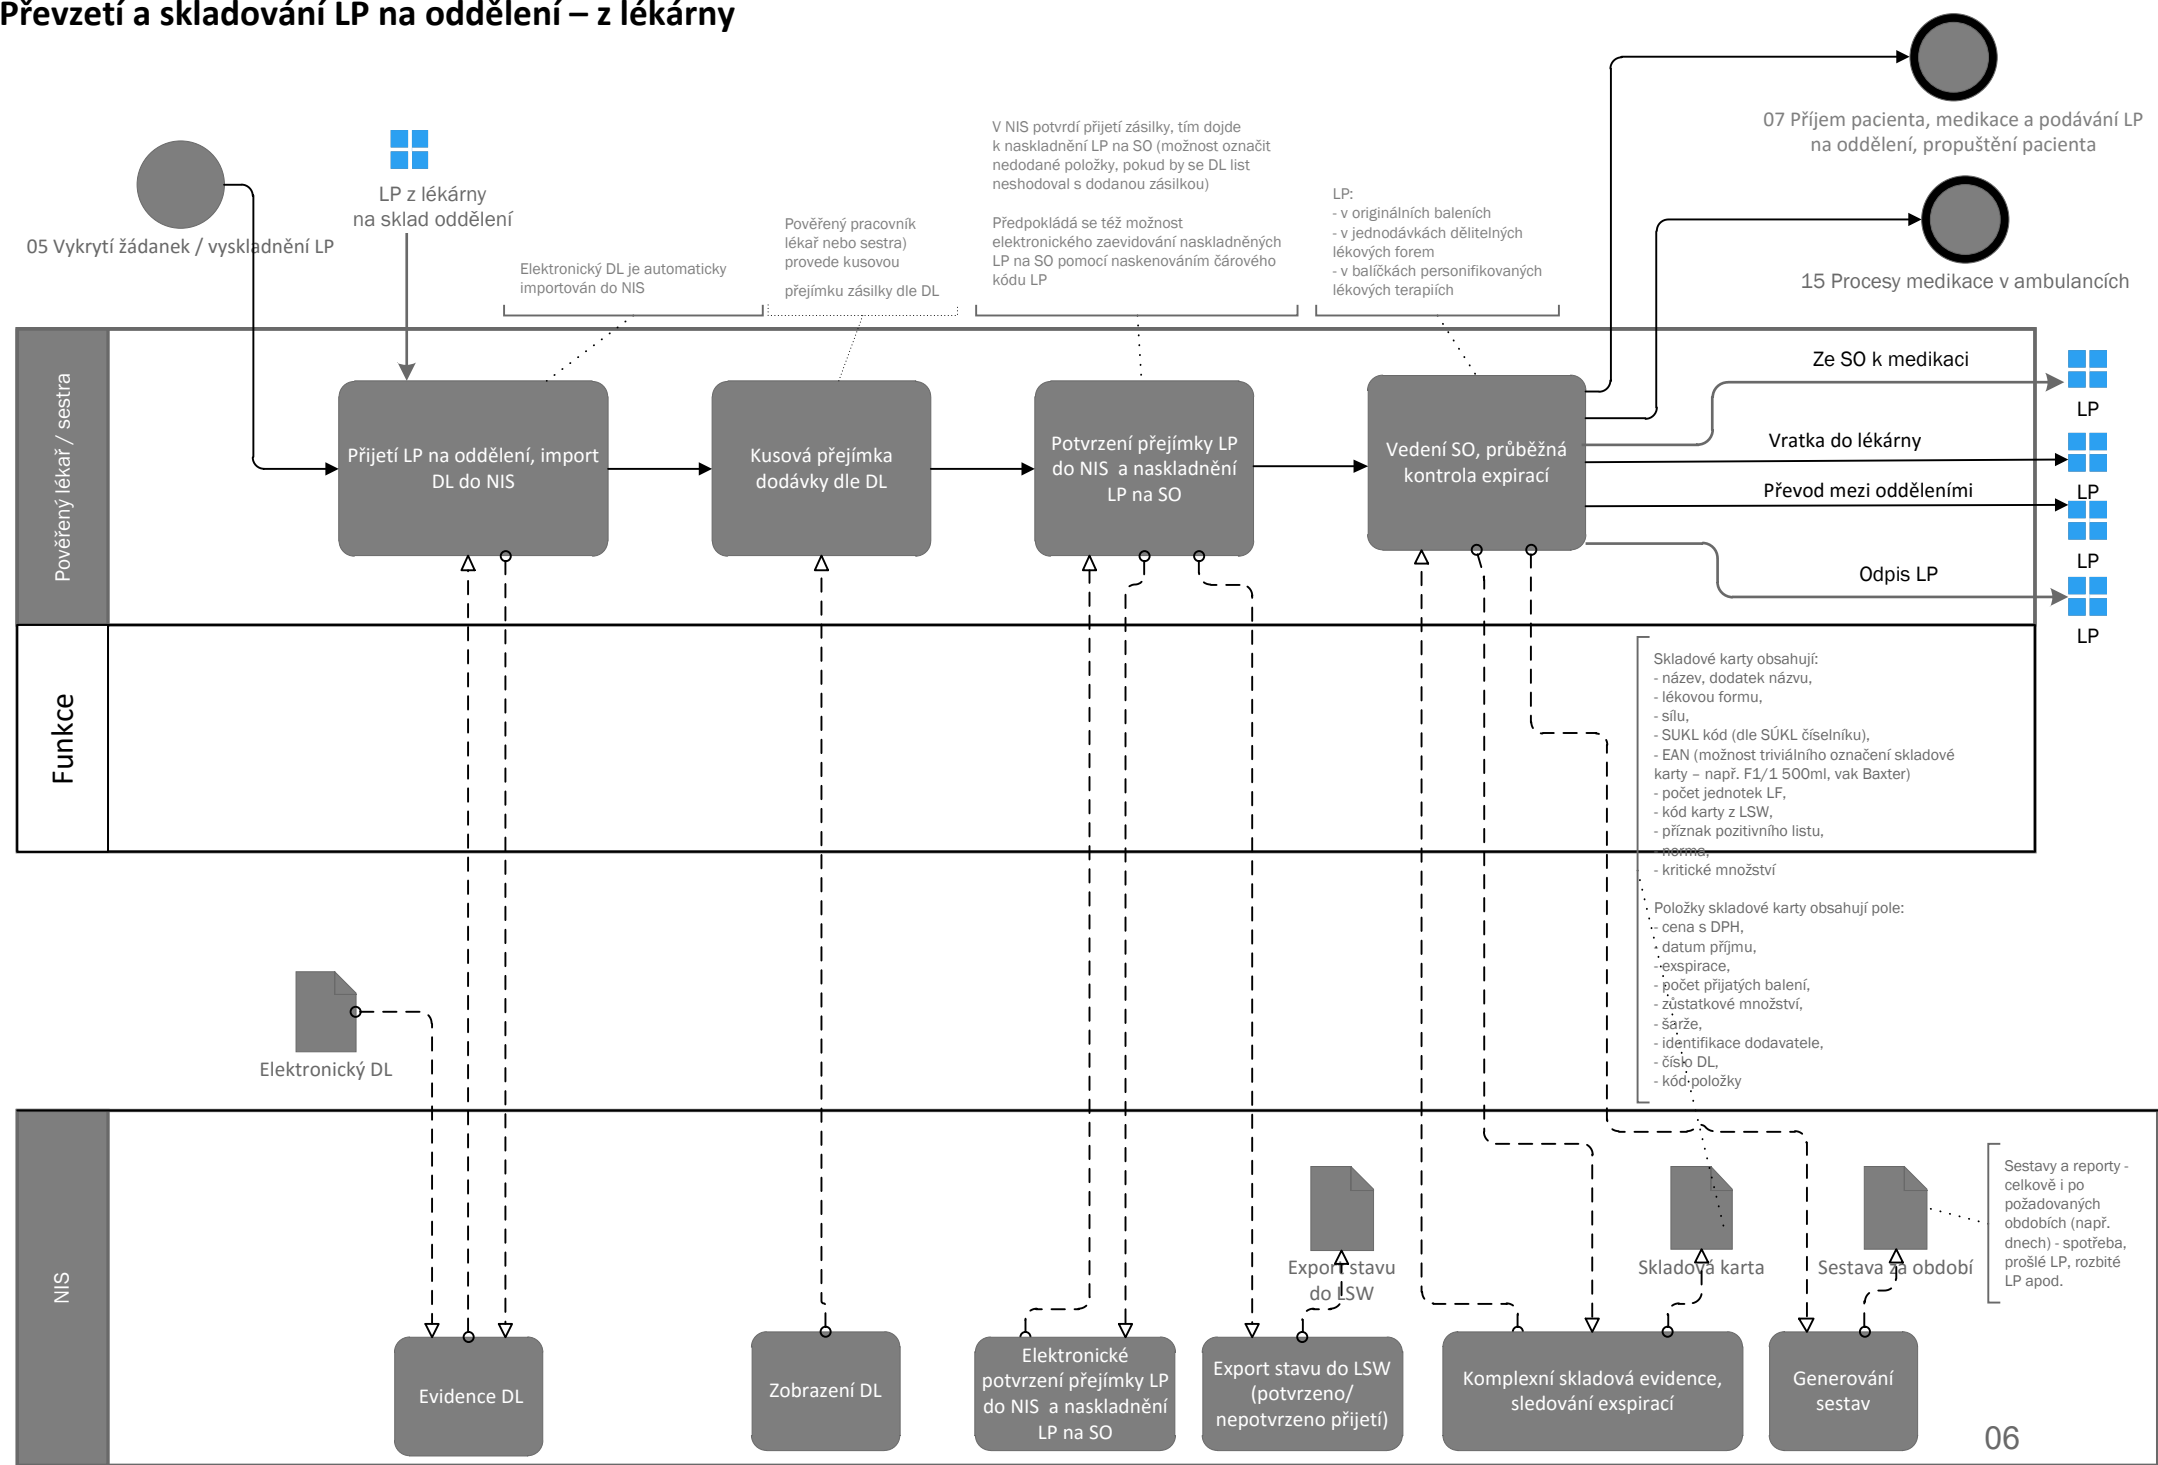 Převzetí a skladování LP na oddělení – z lékárny
07 Příjem pacienta, medikace a podávání LP
na oddělení, propuštění pacienta
15 Procesy medikace v ambulancích
05 Vykrytí žádanek / vyskladnění LP
LP z lékárny
na sklad oddělení
Elektronický DL je automaticky
importován do NIS
Pověřený pracovník
lékař nebo sestra)
provede kusovou
přejímku zásilky dle DL
V NIS potvrdí přijetí zásilky, tím dojde
k naskladnění LP na SO (možnost označit
nedodané položky, pokud by se DL list
neshodoval s dodanou zásilkou)
Předpokládá se též možnost
elektronického zaevidování naskladněných
LP na SO pomocí naskenováním čárového
kódu LP
LP:
- v originálních baleních
- v jednodávkách dělitelných
lékových forem
- v balíčkách personifikovaných
lékových terapiích
Pověřený lékař / sestra
Přijetí LP na oddělení, import
DL do NIS
Kusová přejímka
dodávky dle DL
Potvrzení přejímky LP
do NIS  a naskladnění
LP na SO
Vedení SO, průběžná
kontrola expirací
Ze SO k medikaci
LP
Vratka do lékárny
LP
Převod mezi odděleními
LP
Odpis LP
LP
Funkce
Skladové karty obsahují:
- název, dodatek názvu,
- lékovou formu,
- sílu,
- SUKL kód (dle SÚKL číselníku),
- EAN (možnost triviálního označení skladové
karty – např. F1/1 500ml, vak Baxter)
- počet jednotek LF,
- kód karty z LSW,
- příznak pozitivního listu,
- norma,
- kritické množství
Položky skladové karty obsahují pole:
- cena s DPH,
- datum příjmu,
- exspirace,
- počet přijatých balení,
- zůstatkové množství,
- šarže,
- identifikace dodavatele,
- číslo DL,
- kód položky
Elektronický DL
NIS
Export stavu
do LSW
Skladová karta
Sestava za období
Sestavy a reporty -
celkově i po
požadovaných
obdobích (např.
dnech) - spotřeba,
prošlé LP, rozbité
LP apod.
Evidence DL
Zobrazení DL
Elektronické
potvrzení přejímky LP
do NIS  a naskladnění
LP na SO
Export stavu do LSW
(potvrzeno/
nepotvrzeno přijetí)
Komplexní skladová evidence,
sledování exspirací
Generování
sestav
06